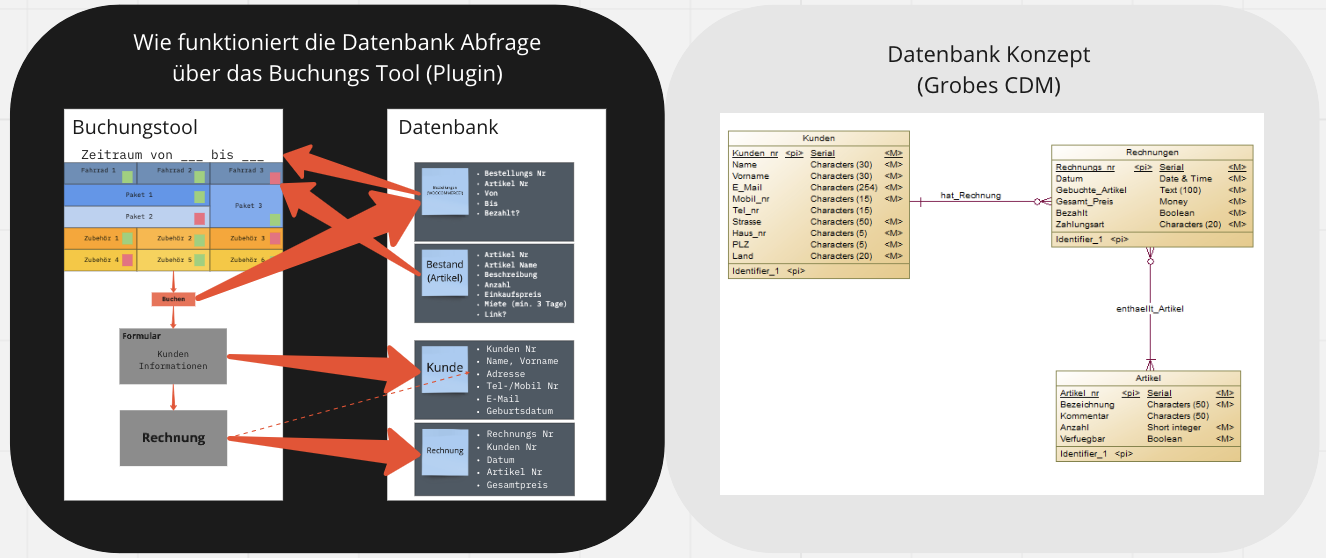 Wie funktioniert die Datenbank Abfrage
über das Buchungs Tool (Plugin)
Buchungstool
Zeitraum von ___ bis ___
Fahrrad 1 Fahrrad 2 Fahrrad 3
Paket 1
Paket 3
Paket 2
Zubehör 1 Zubehör 2 Zubehör 3
Zubehör 4 Zubehör 5 Zubehör 6
Buchen
Formular
Kunden
Informationen
Rechnung
Datenbank
• Bestellungs Nr
• Artikel Nr
• Von
• Bis
• Bezahlt?
Bestand
(Artikel)
• Artikel Nr
• Artikel Name
• Beschreibung
• Anzahl
• Einkaufspreis
• Miete (min. 3 Tage)
• Link?
Kunde
• Kunden Nr
• Name, Vorname
• Adresse
• Tel-/Mobil Nr
• E-Mail
• Geburtsdatum
Rechnung
• Rechnungs Nr
• Kunden Nr
• Datum
• Artikel Nr
• Gesamtpreis
Datenbank Konzept
(Grobes CDM)
Kunden
Kunden_nr <pi> Serial <M>
Name Characters (30) <M>
Vorname Characters (30) <M>
E_Mail Characters (254) <M>
Mobil_nr Characters (15) <M>
Tel_nr Characters (15)
Strasse Characters (50) <M>
Haus_nr Characters (5) <M>
PLZ Characters (5) <M>
Land Characters (20) <M>
Identifier_1 <pi>
hat_Rechnung
Rechnungen
Rechnungs_nr <pi> Serial <M>
Datum Date & Time <M>
Gebuchte_Artikel Text (100) <M>
Gesamt_Preis Money <M>
Bezahlt Boolean <M>
Zahlungsart Characters (20) <M>
Identifier_1 <pi>
enthaellt_Artikel
Artikel
Artikel_nr <pi> Serial <M>
Bezeichnung Characters (50) <M>
Kommentar Characters (50)
Anzahl Short integer <M>
Verfuegbar Boolean <M>
Identifier_1 <pi>